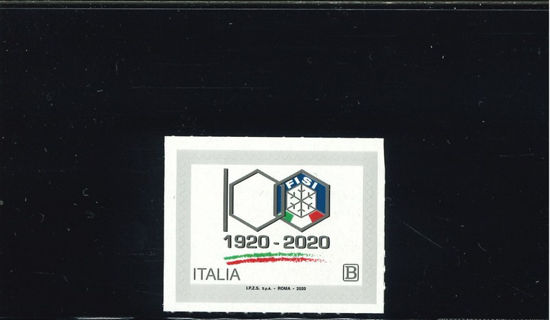 FISI
1920 - 2020
ITALIA B
I.P.Z.S. S.p.A. - ROMA - 2020